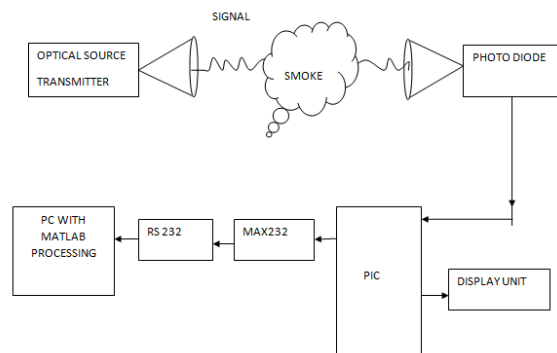 SIGNAL
OPTICAL SOURCE
TRANSMITTER
SMOKE
PHOTO DIODE
PC WITH
MATLAB
PROCESSING
RS 232
MAX232
PIC
DISPLAY UNIT